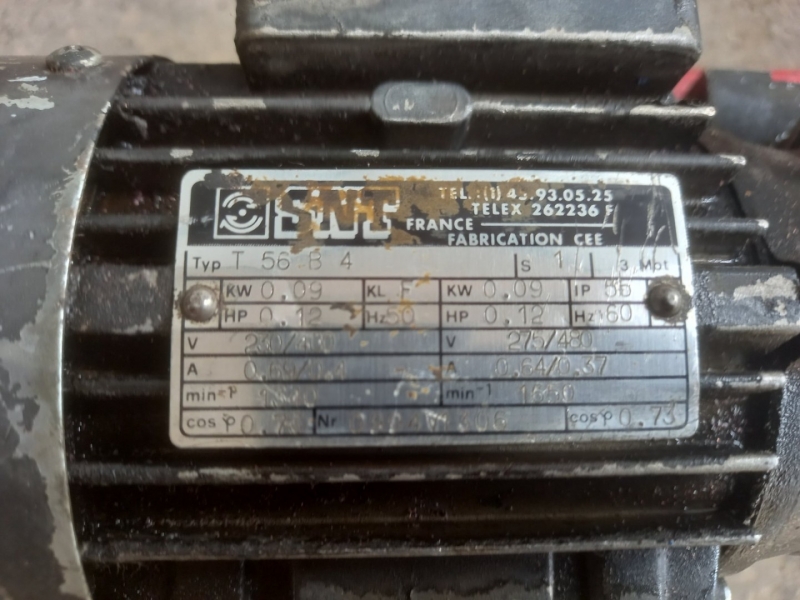 SNT TEL.:(1) 43.93.05.25
TELEX 262236 F
FRANCE
FABRICATION CEE
Typ T 56 B 4 S 1 3 Mot
KW 0.09 KL F KW 0.09 IP
HP 0.12 Hz 50 HP 0.12 Hz 60
V V 275/480
A A 0.64/0.37
min-1 min-1
cos φ Nr cos φ 0.73